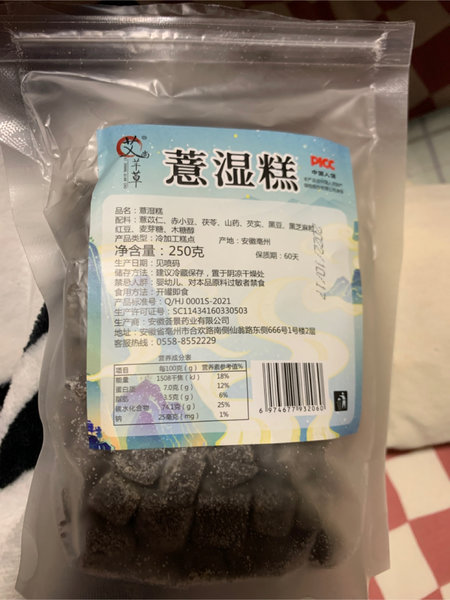 艾芊草
薏湿糕
PICC
中国人保
品名：薏湿糕
配料：薏苡仁、赤小豆、茯苓、山药、芡实、黑豆、黑芝麻粒、
红豆、麦芽糖、木糖醇
产品类型：冷加工糕点
产地：安徽亳州
净含量：250克
保质期：60天
生产日期：见喷码
储存方法：建议冷藏保存，置于阴凉干燥处
禁忌人群：婴幼儿、对本品原料过敏者禁食
食用方法：开罐即食
产品标准号：Q/HJ 0001S-2021
生产许可证号：SC11434160330503
生产商：安徽荟景药业有限公司
地址：安徽省亳州市合欢路南侧仙翁路东侧666号1号楼2层
客服热线：0558-8552229
营养成分表
项目 每100克(g) 营养素参考值%
能量 1508千焦(kJ) 18%
蛋白质 7.0克(g) 12%
脂肪 3.5克(g) 6%
碳水化合物 74.1克(g) 25%
钠 25毫克(mg) 1%
6 974677 932060